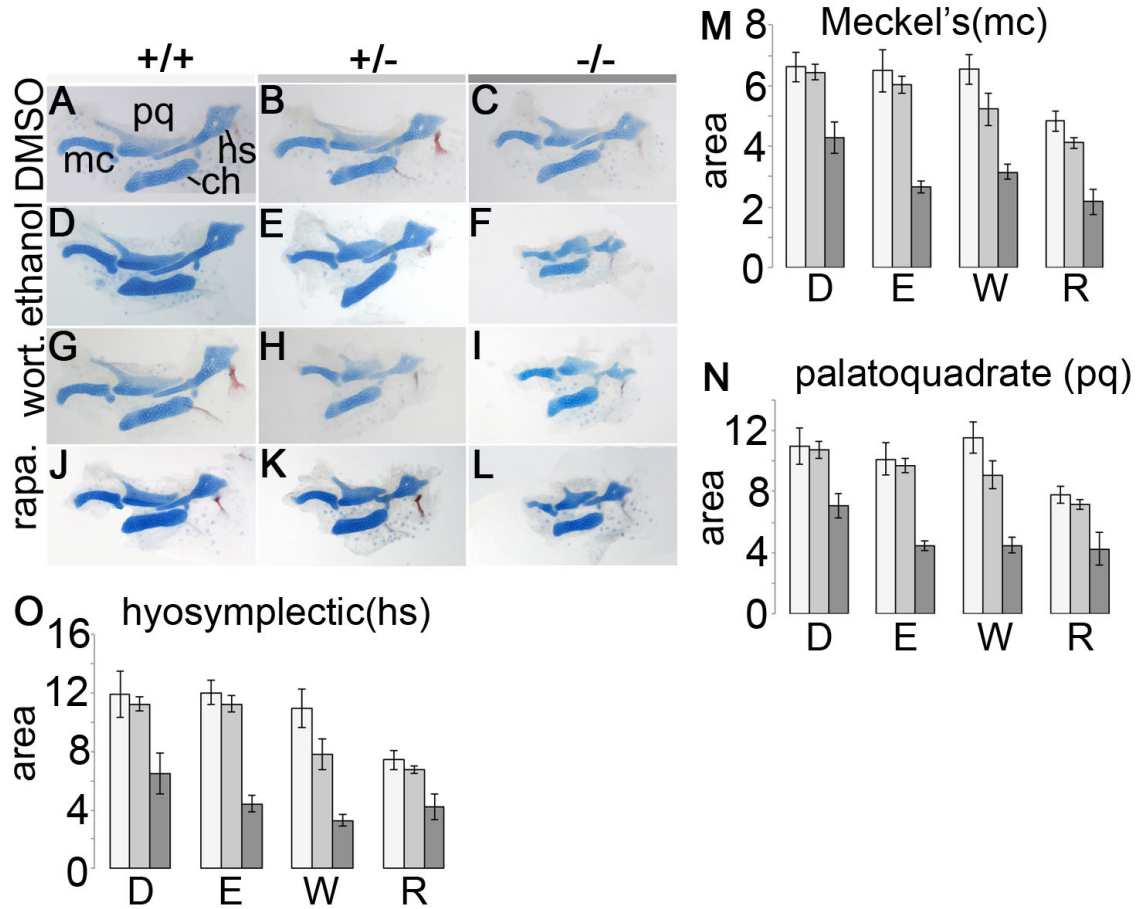 +/+ +/- -/-
DMSO
A pq mc hs ch
B
C
ethanol
D
E
F
wort.
G
H
I
rapa.
J
K
L
M Meckel's(mc)
area
8
6
4
2
0
D E W R
N palatoquadrate (pq)
area
12
8
4
0
D E W R
O hyosymplectic(hs)
area
16
12
8
4
0
D E W R